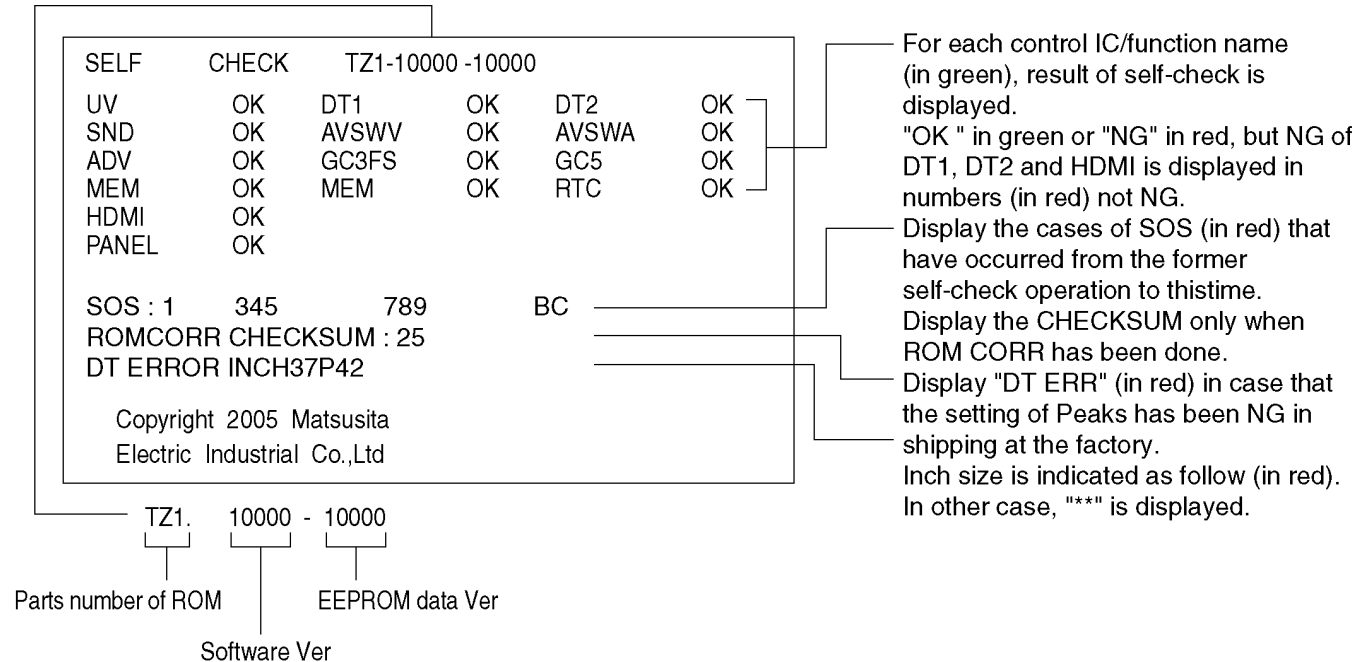 SELF CHECK TZ1-10000 -10000
UV OK DT1 OK DT2 OK
SND OK AVSWV OK AVSWA OK
ADV OK GC3FS OK GC5 OK
MEM OK MEM OK RTC OK
HDMI OK
PANEL OK
SOS : 1 345 789 BC
ROMCORR CHECKSUM : 25
DT ERROR INCH37P42
Copyright 2005 Matsusita
Electric Industrial Co.,Ltd
TZ1. 10000 - 10000
Parts number of ROM EEPROM data Ver
Software Ver
For each control IC/function name
(in green), result of self-check is
displayed.
"OK " in green or "NG" in red, but NG of
DT1, DT2 and HDMI is displayed in
numbers (in red) not NG.
Display the cases of SOS (in red) that
have occurred from the former
self-check operation to thistime.
Display the CHECKSUM only when
ROM CORR has been done.
Display "DT ERR" (in red) in case that
the setting of Peaks has been NG in
shipping at the factory.
Inch size is indicated as follow (in red).
In other case, "**" is displayed.